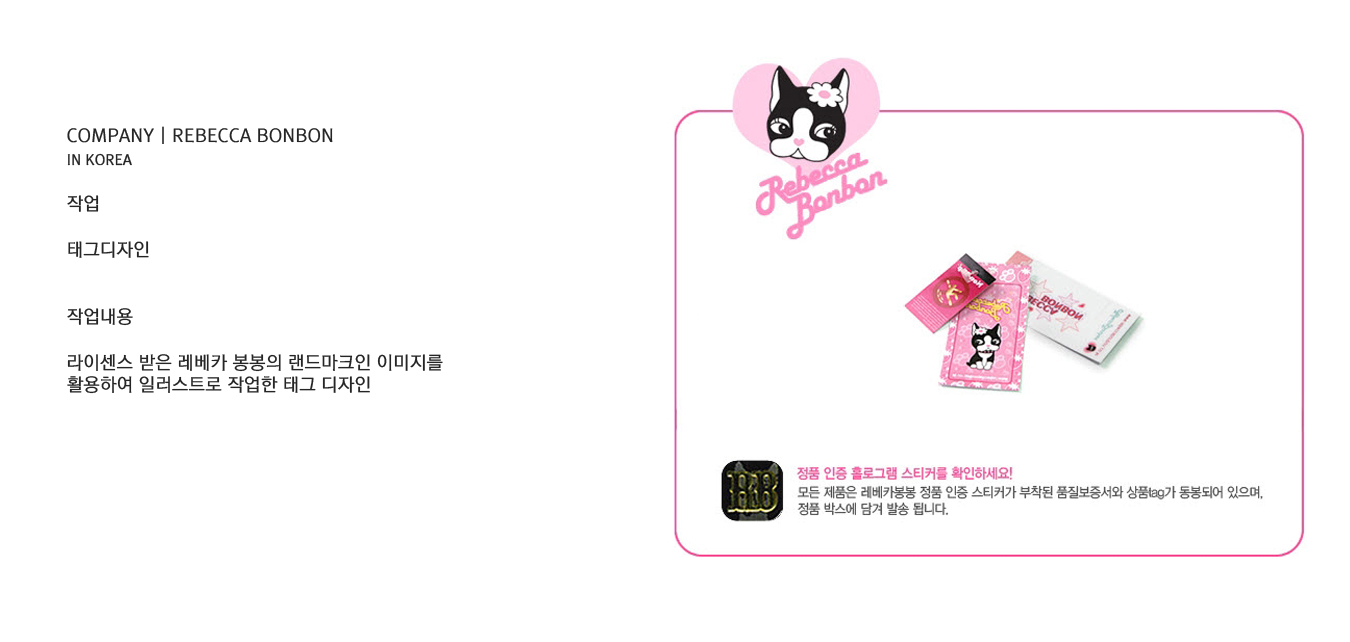 COMPANY | REBECCA BONBON
IN KOREA
작업
태그디자인
작업내용
라이센스 받은 레베카 봉봉의 랜드마크인 이미지를
활용하여 일러스트로 작업한 태그 디자인
Rebecca
Bonbon
BONBON
RB
정품 인증 홀로그램 스티커를 확인하세요!
모든 제품은 레베카봉봉 정품 인증 스티커가 부착된 품질보증서와 상품tag가 동봉되어 있으며,
정품 박스에 담겨 발송 됩니다.